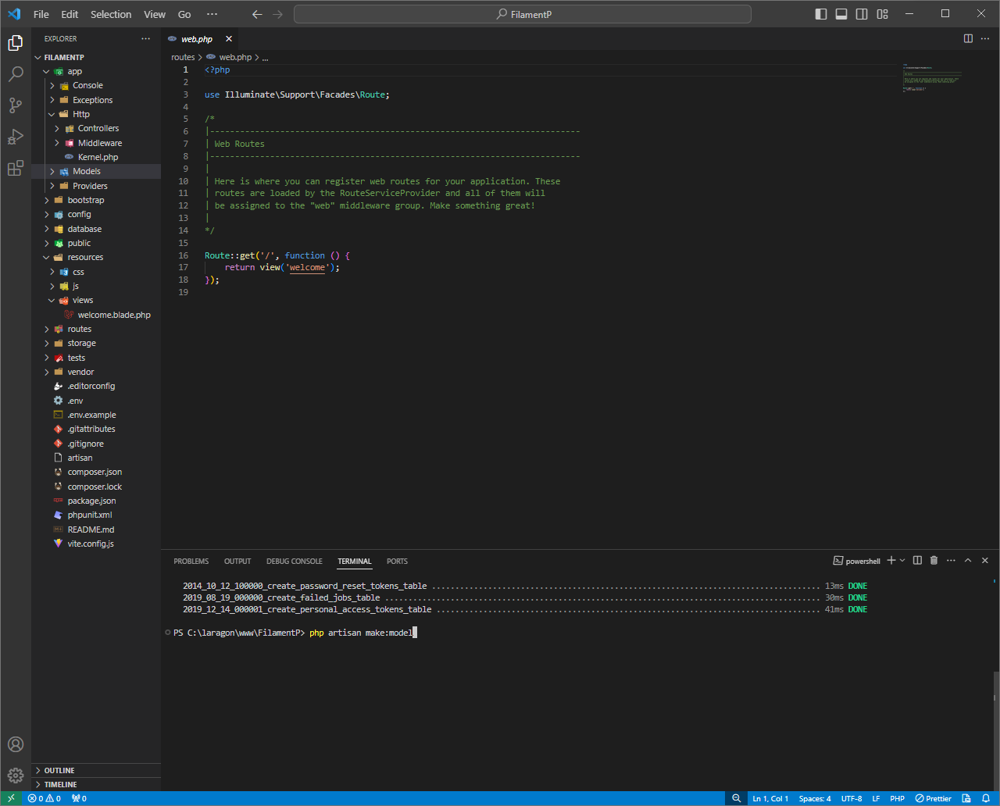 File Edit Selection View Go ··· FilamentP
EXPLORER ···
FILAMENTP
app
Console
Exceptions
Http
Controllers
Middleware
Kernel.php
Models
Providers
bootstrap
config
database
public
resources
css
js
views
welcome.blade.php
routes
storage
tests
vendor
.editorconfig
.env
.env.example
.gitattributes
.gitignore
artisan
composer.json
composer.lock
package.json
phpunit.xml
README.md
vite.config.js
OUTLINE
TIMELINE
web.php
routes > web.php > ...
1 <?php
2
3 use Illuminate\Support\Facades\Route;
4
5 /*
6 |--------------------------------------------------------------------------
7 | Web Routes
8 |--------------------------------------------------------------------------
9 |
10 | Here is where you can register web routes for your application. These
11 | routes are loaded by the RouteServiceProvider and all of them will
12 | be assigned to the "web" middleware group. Make something great!
13 |
14 */
15
16 Route::get('/', function () {
17     return view('welcome');
18 });
19
PROBLEMS OUTPUT DEBUG CONSOLE TERMINAL PORTS powershell
2014_10_12_100000_create_password_reset_tokens_table ................................................................................... 13ms DONE
2019_08_19_000000_create_failed_jobs_table ............................................................................................. 30ms DONE
2019_12_14_000001_create_personal_access_tokens_table .................................................................................. 41ms DONE
PS C:\laragon\www\FilamentP> php artisan make:model
0 0 0 Ln 1, Col 1 Spaces: 4 UTF-8 LF PHP Prettier